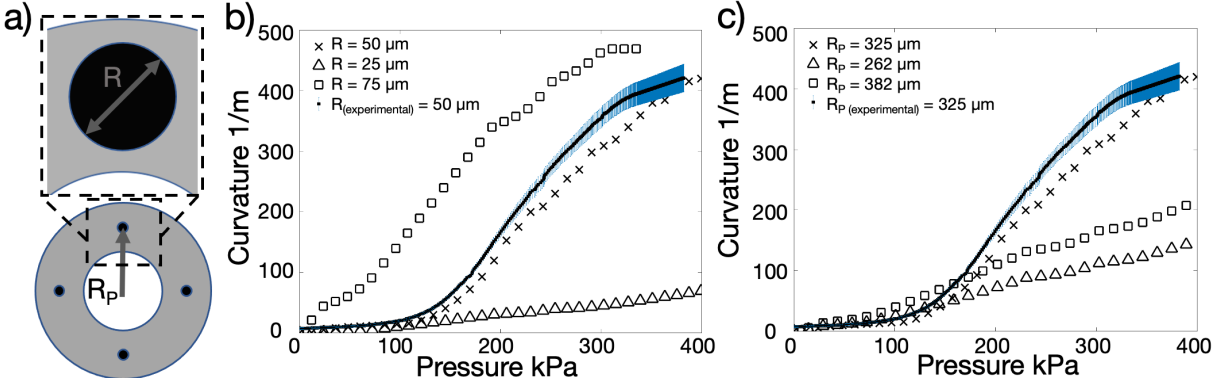 a)
R
R_P
b)
500
400
300
200
100
0
Curvature 1/m
× R = 50 µm
△ R = 25 µm
□ R = 75 µm
R(experimental) = 50 µm
0 100 200 300 400
Pressure kPa
c)
500
400
300
200
100
0
Curvature 1/m
× R_P = 325 µm
△ R_P = 262 µm
□ R_P = 382 µm
R_P (experimental) = 325 µm
0 100 200 300 400
Pressure kPa